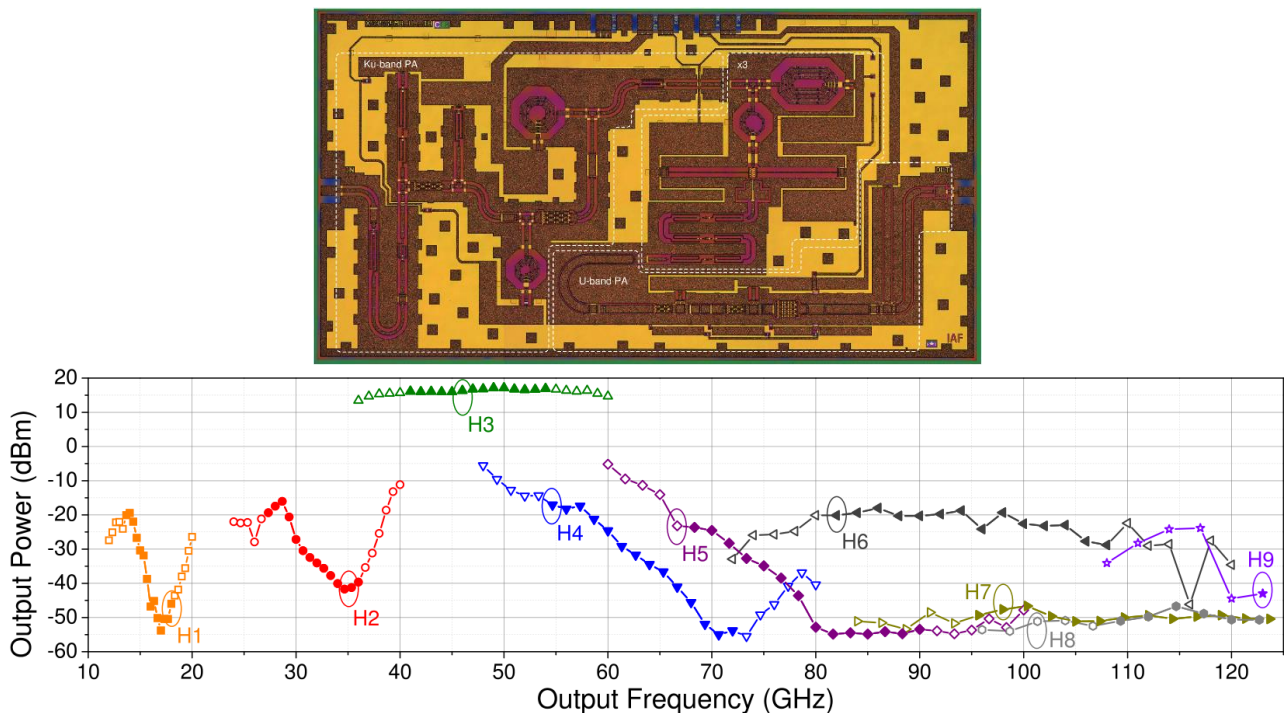 Ku-band PA
x3
U-band PA
IAF
20
10
0
-10
-20
-30
-40
-50
-60
Output Power (dBm)
H1
H2
H3
H4
H5
H6
H7
H8
H9
10 20 30 40 50 60 70 80 90 100 110 120
Output Frequency (GHz)